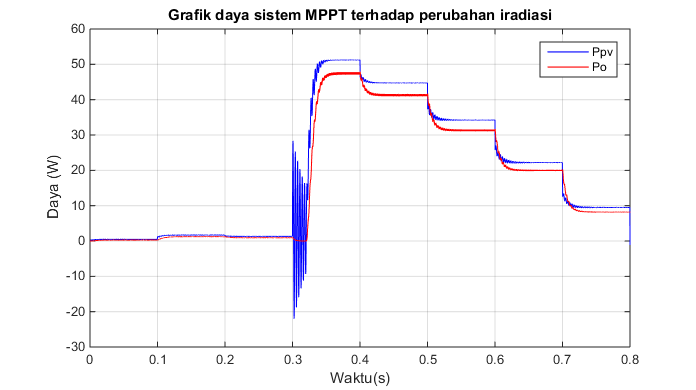 Grafik daya sistem MPPT terhadap perubahan iradiasi
60
50
40
30
20
10
0
-10
-20
-30
Daya (W)
Ppv
Po
0 0.1 0.2 0.3 0.4 0.5 0.6 0.7 0.8
Waktu(s)